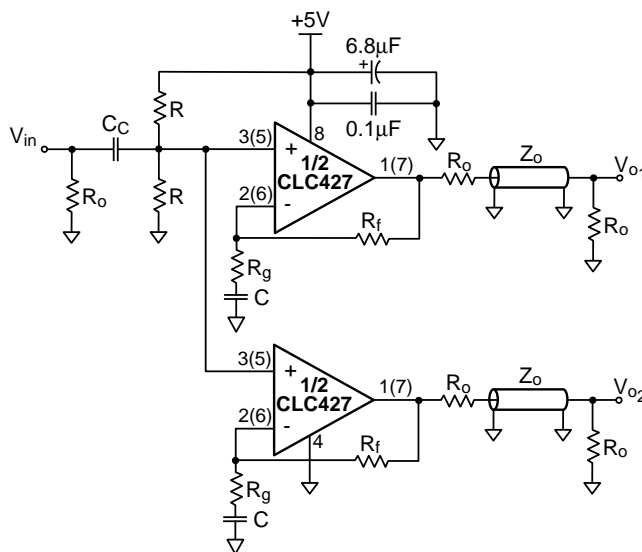 +5V
6.8μF
+
0.1μF
R
Vin
CC
Ro
R
3(5)
8
+
1/2
CLC427
1(7)
2(6)
-
Ro
Zo
Vo1
Rf
Ro
Rg
C
3(5)
+
1/2
CLC427
1(7)
2(6)
-
4
Ro
Zo
Vo2
Rf
Ro
Rg
C